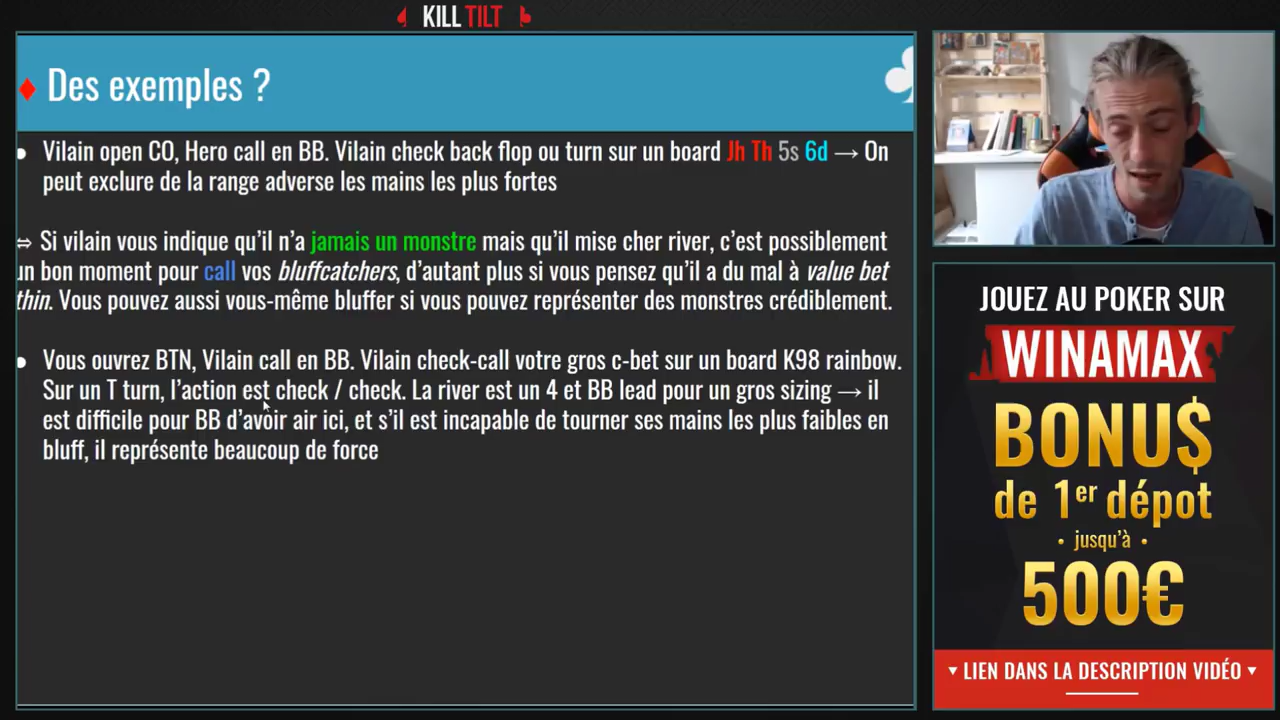 KILL TILT
Des exemples ?
Vilain open CO, Hero call en BB. Vilain check back flop ou turn sur un board Jh Th 5s 6d → On
peut exclure de la range adverse les mains les plus fortes
⇔ Si vilain vous indique qu'il n'a jamais un monstre mais qu'il mise cher river, c'est possiblement
un bon moment pour call vos bluffcatchers, d'autant plus si vous pensez qu'il a du mal à value bet
thin. Vous pouvez aussi vous-même bluffer si vous pouvez représenter des monstres crédiblement.
Vous ouvrez BTN, Vilain call en BB. Vilain check-call votre gros c-bet sur un board K98 rainbow.
Sur un T turn, l'action est check / check. La river est un 4 et BB lead pour un gros sizing → il
est difficile pour BB d'avoir air ici, et s'il est incapable de tourner ses mains les plus faibles en
bluff, il représente beaucoup de force
JOUEZ AU POKER SUR
WINAMAX
BONU$
de 1er dépot
• jusqu'à •
500€
▼ LIEN DANS LA DESCRIPTION VIDÉO ▼